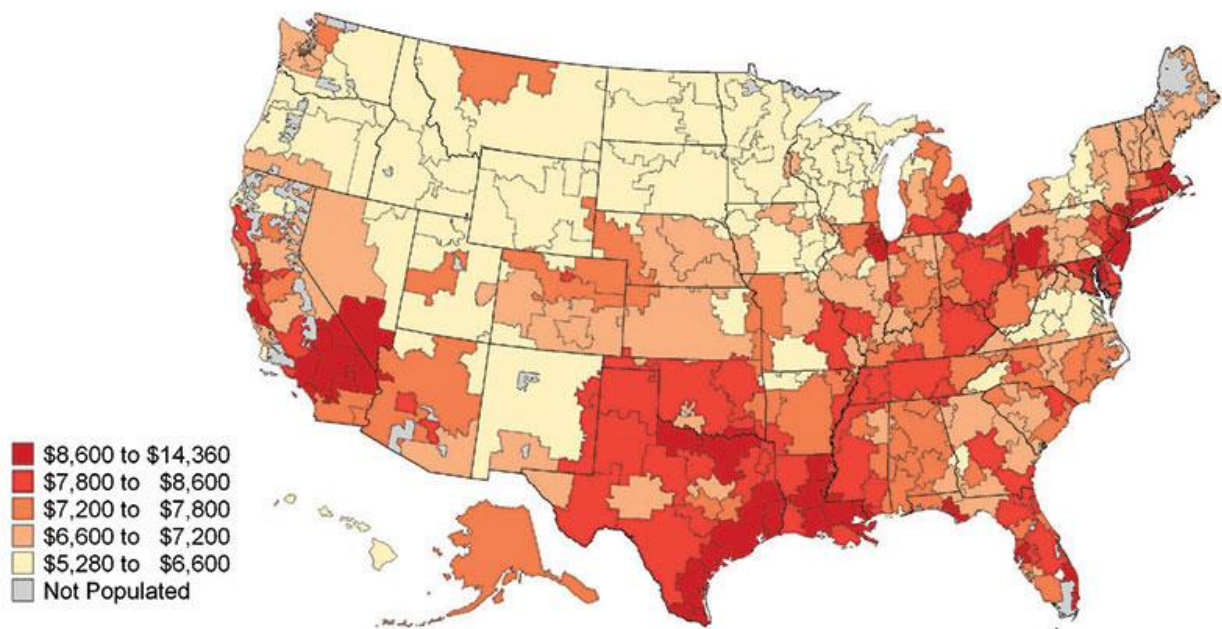 $8,600 to $14,360
$7,800 to $8,600
$7,200 to $7,800
$6,600 to $7,200
$5,280 to $6,600
Not Populated